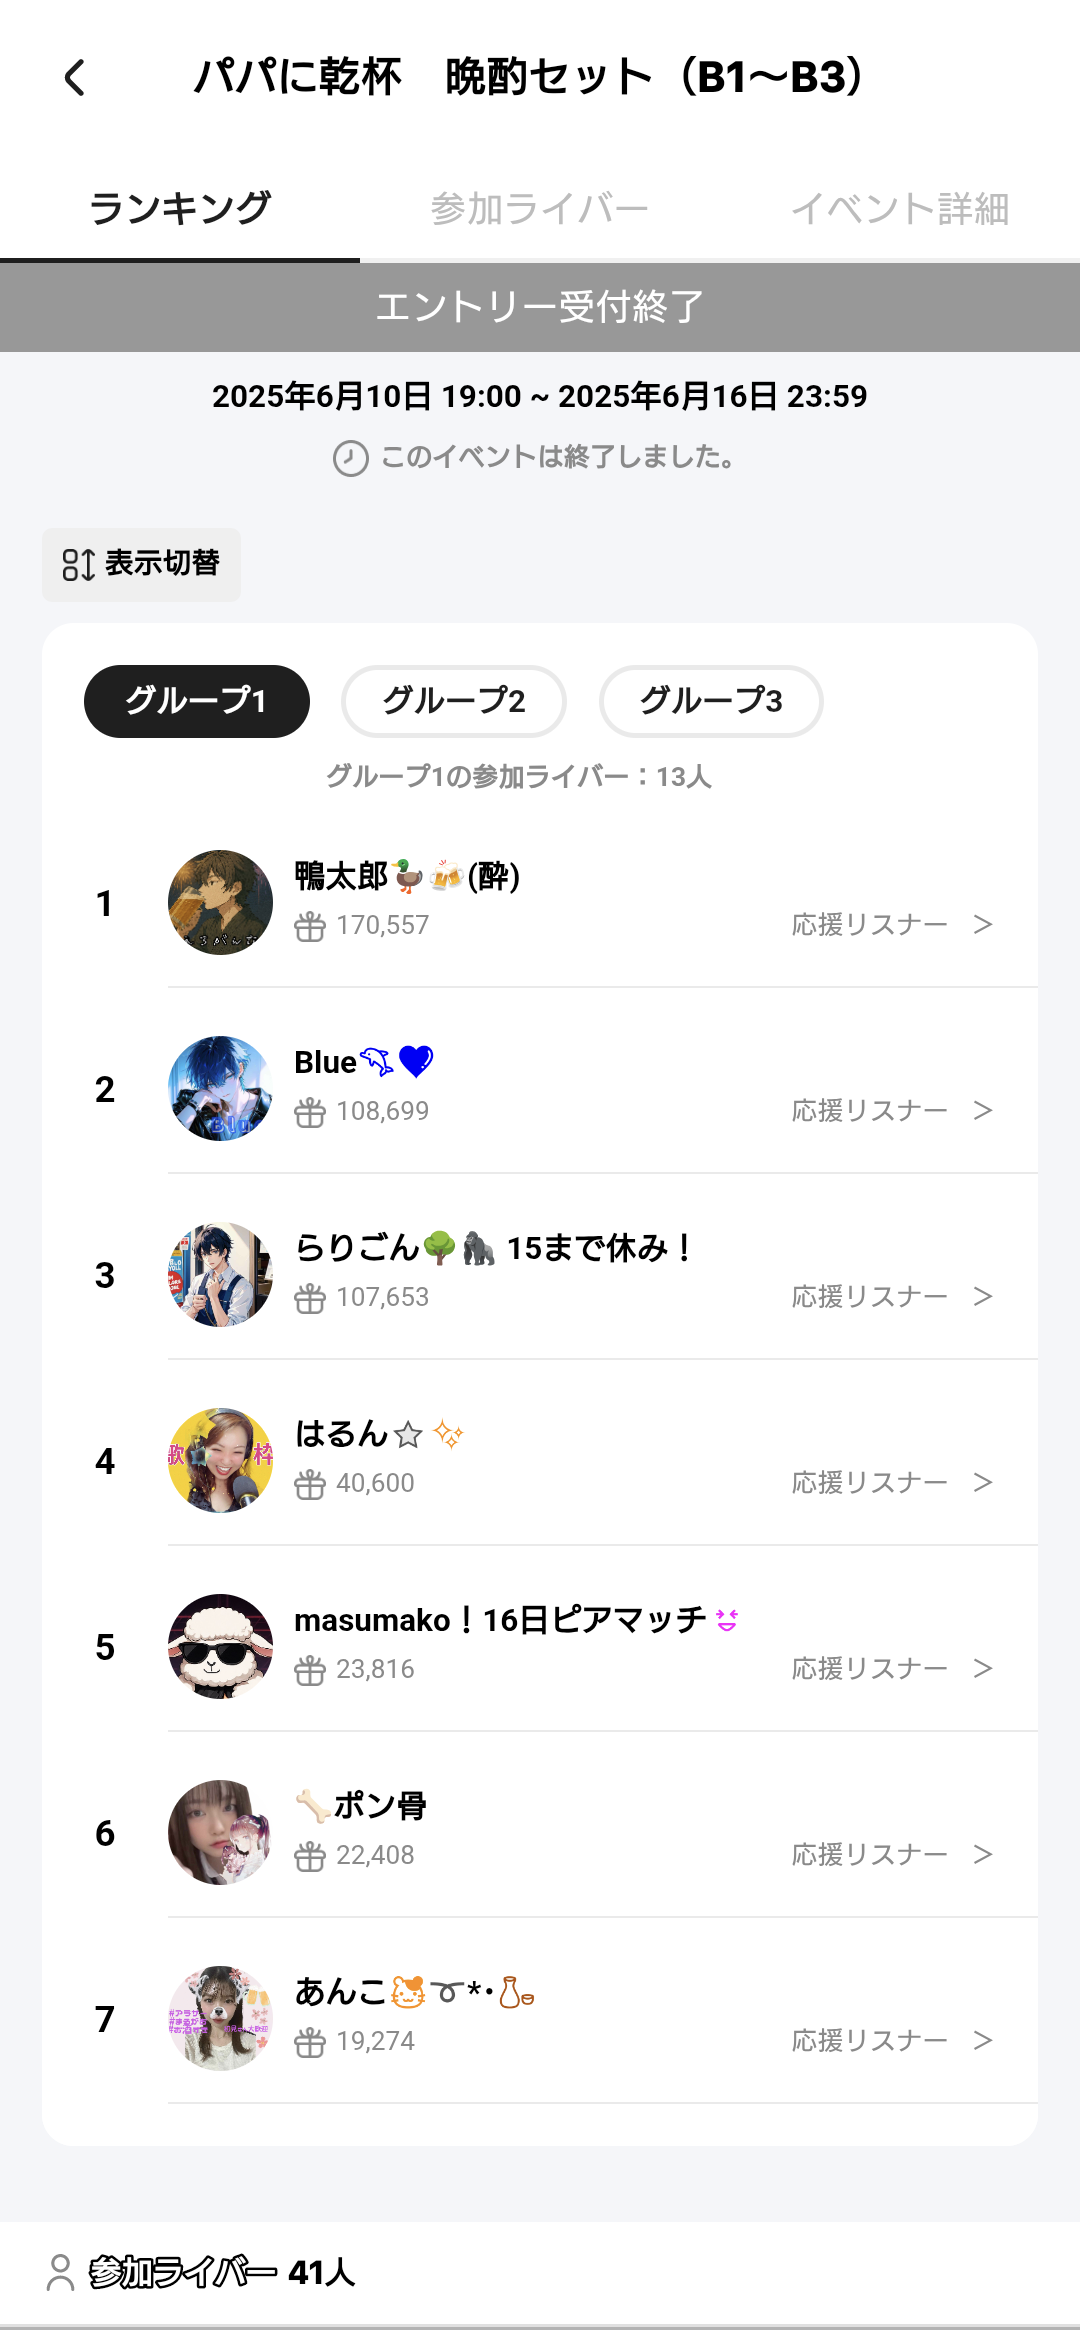 パパに乾杯　晩酌セット（B1〜B3）
ランキング 参加ライバー イベント詳細
エントリー受付終了
2025年6月10日 19:00 ~ 2025年6月16日 23:59
このイベントは終了しました。
表示切替
グループ1 グループ2 グループ3
グループ1の参加ライバー：13人
1 鴨太郎🦆🍻(酔)
170,557 応援リスナー ＞
2 Blue🐬💙
108,699 応援リスナー ＞
3 らりごん🌳🦍 15まで休み！
107,653 応援リスナー ＞
歌 枠
4 はるん☆✨
40,600 応援リスナー ＞
5 masumako！16日ピアマッチ😆
23,816 応援リスナー ＞
6 🦴ポン骨
22,408 応援リスナー ＞
7 あんこ🐱➰*·🍶
19,274 応援リスナー ＞
参加ライバー 41人